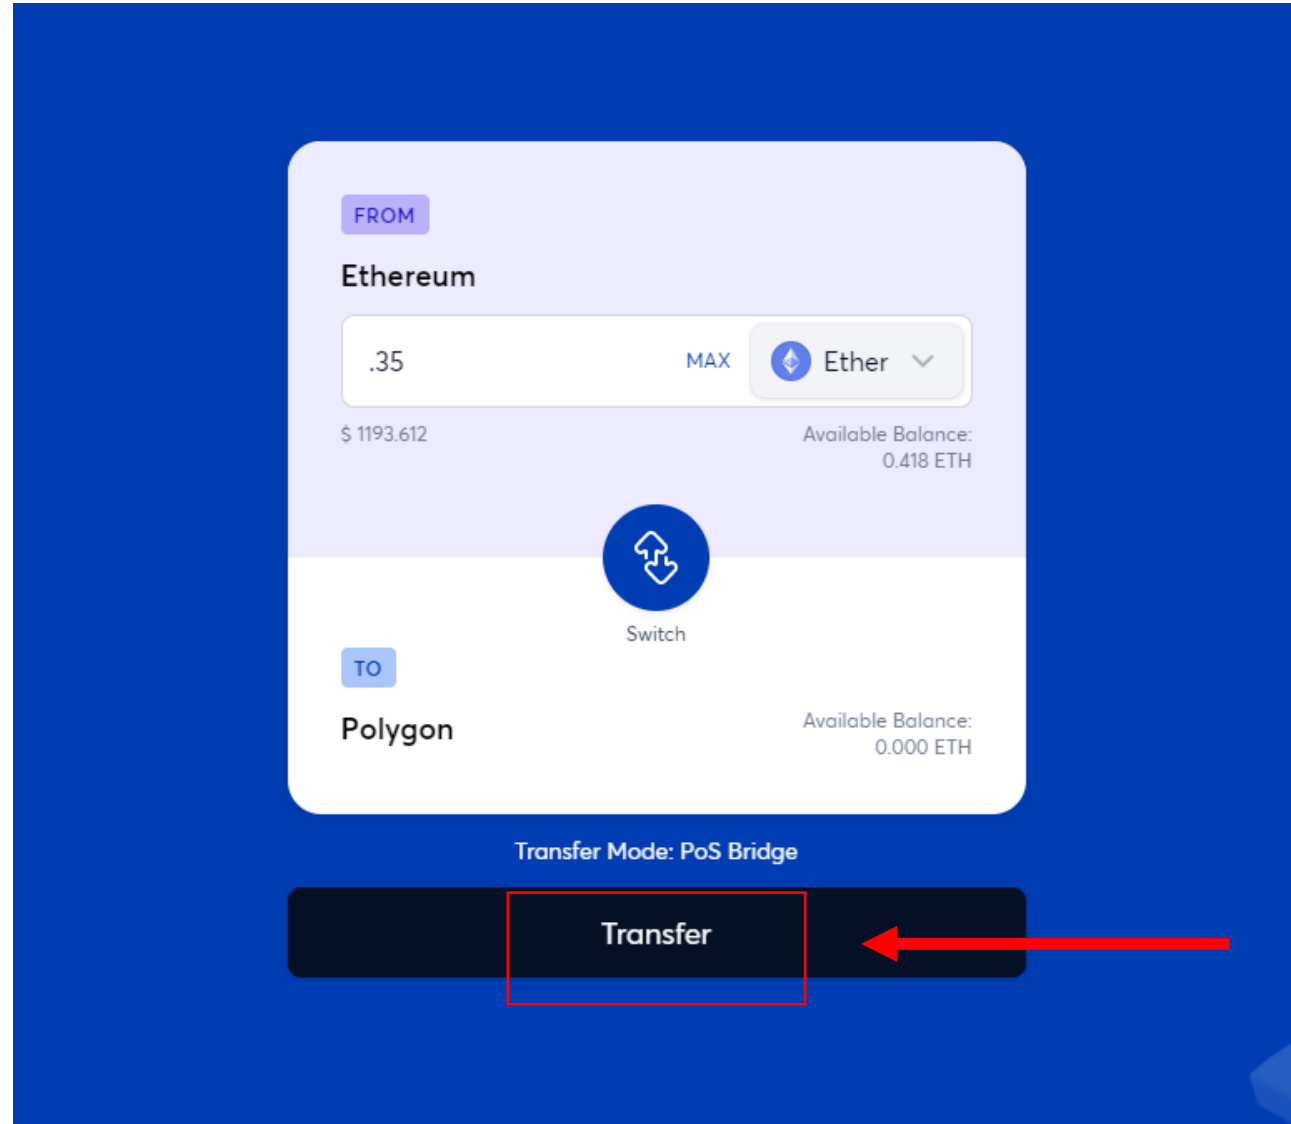 FROM
Ethereum
.35 MAX Ether
$ 1193.612 Available Balance:
0.418 ETH
Switch
TO
Polygon Available Balance:
0.000 ETH
Transfer Mode: PoS Bridge
Transfer